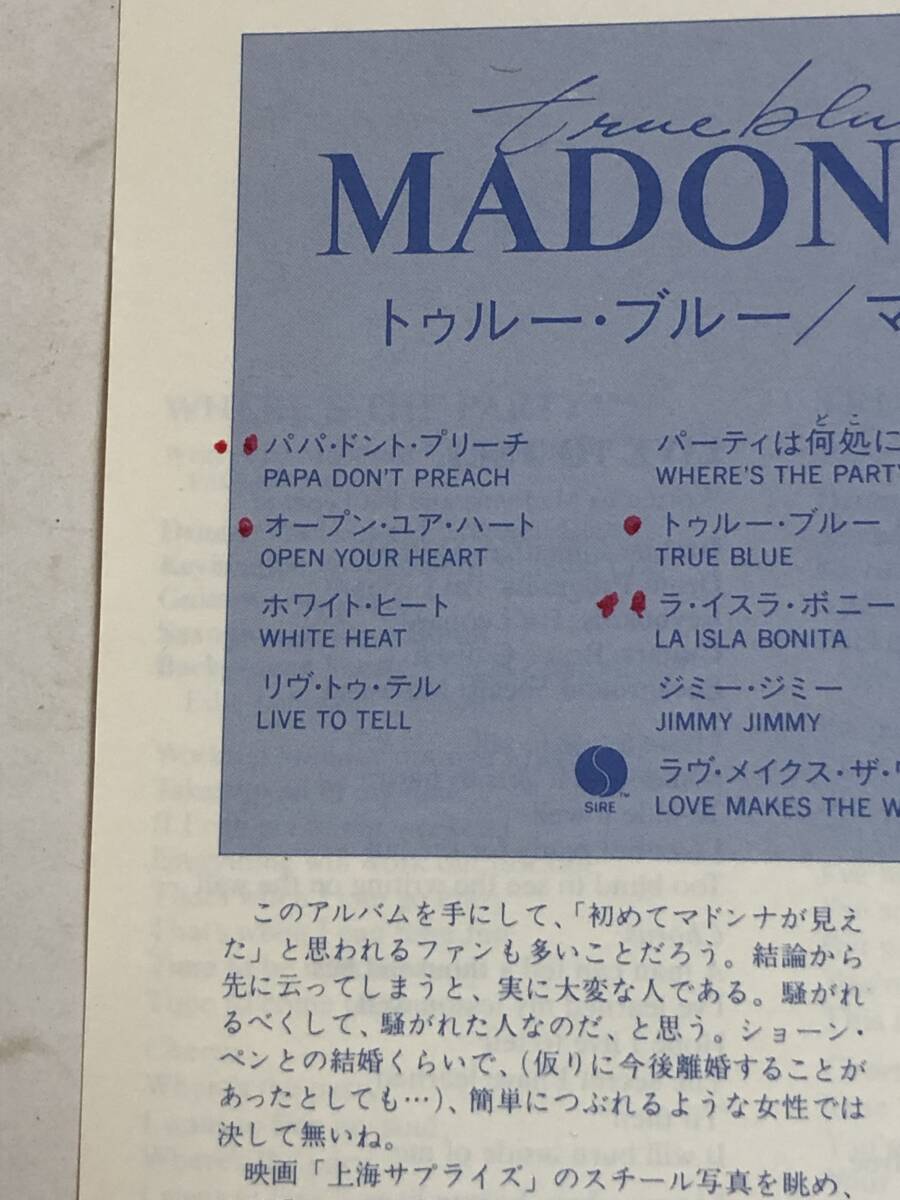 true blu
MADON
トゥルー・ブルー／マ
パパ・ドント・プリーチ
PAPA DON'T PREACH
オープン・ユア・ハート
OPEN YOUR HEART
ホワイト・ヒート
WHITE HEAT
リヴ・トゥ・テル
LIVE TO TELL
どこ
パーティは何処に
WHERE'S THE PARTY
トゥルー・ブルー
TRUE BLUE
ラ・イスラ・ボニー
LA ISLA BONITA
ジミー・ジミー
JIMMY JIMMY
ラヴ・メイクス・ザ・ワ
LOVE MAKES THE W
SIRE™
このアルバムを手にして、「初めてマドンナが見え
た」と思われるファンも多いことだろう。結論から
先に云ってしまうと、実に大変な人である。騒がれ
るべくして、騒がれた人なのだ、と思う。ショーン・
ペンとの結婚くらいで、（仮りに今後離婚することが
あったとしても…）、簡単につぶれるような女性では
決して無いね。
映画「上海サプライズ」のスチール写真を眺め、